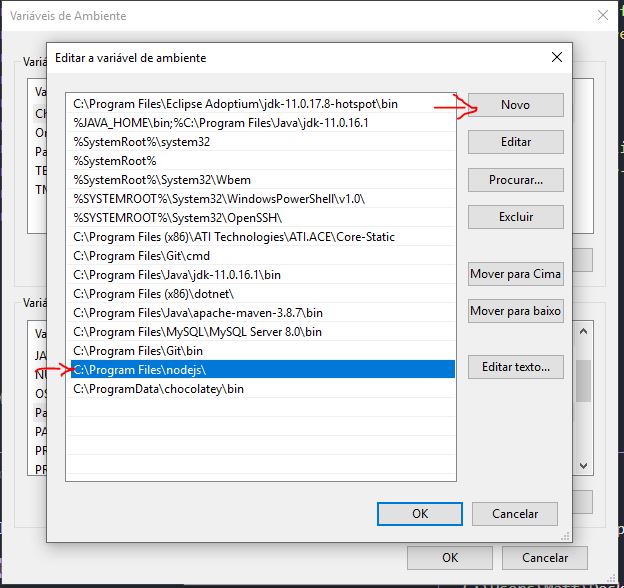 Variáveis de Ambiente
Editar a variável de ambiente
C:\Program Files\Eclipse Adoptium\jdk-11.0.17.8-hotspot\bin
%JAVA_HOME\bin;%C:\Program Files\Java\jdk-11.0.16.1
%SystemRoot%\system32
%SystemRoot%
%SystemRoot%\System32\Wbem
%SYSTEMROOT%\System32\WindowsPowerShell\v1.0\
%SYSTEMROOT%\System32\OpenSSH\
C:\Program Files (x86)\ATI Technologies\ATI.ACE\Core-Static
C:\Program Files\Git\cmd
C:\Program Files\Java\jdk-11.0.16.1\bin
C:\Program Files (x86)\dotnet\
C:\Program Files\Java\apache-maven-3.8.7\bin
C:\Program Files\MySQL\MySQL Server 8.0\bin
C:\Program Files\Git\bin
C:\Program Files\nodejs\
C:\ProgramData\chocolatey\bin
Novo
Editar
Procurar...
Excluir
Mover para Cima
Mover para baixo
Editar texto...
OK
Cancelar
OK
Cancelar